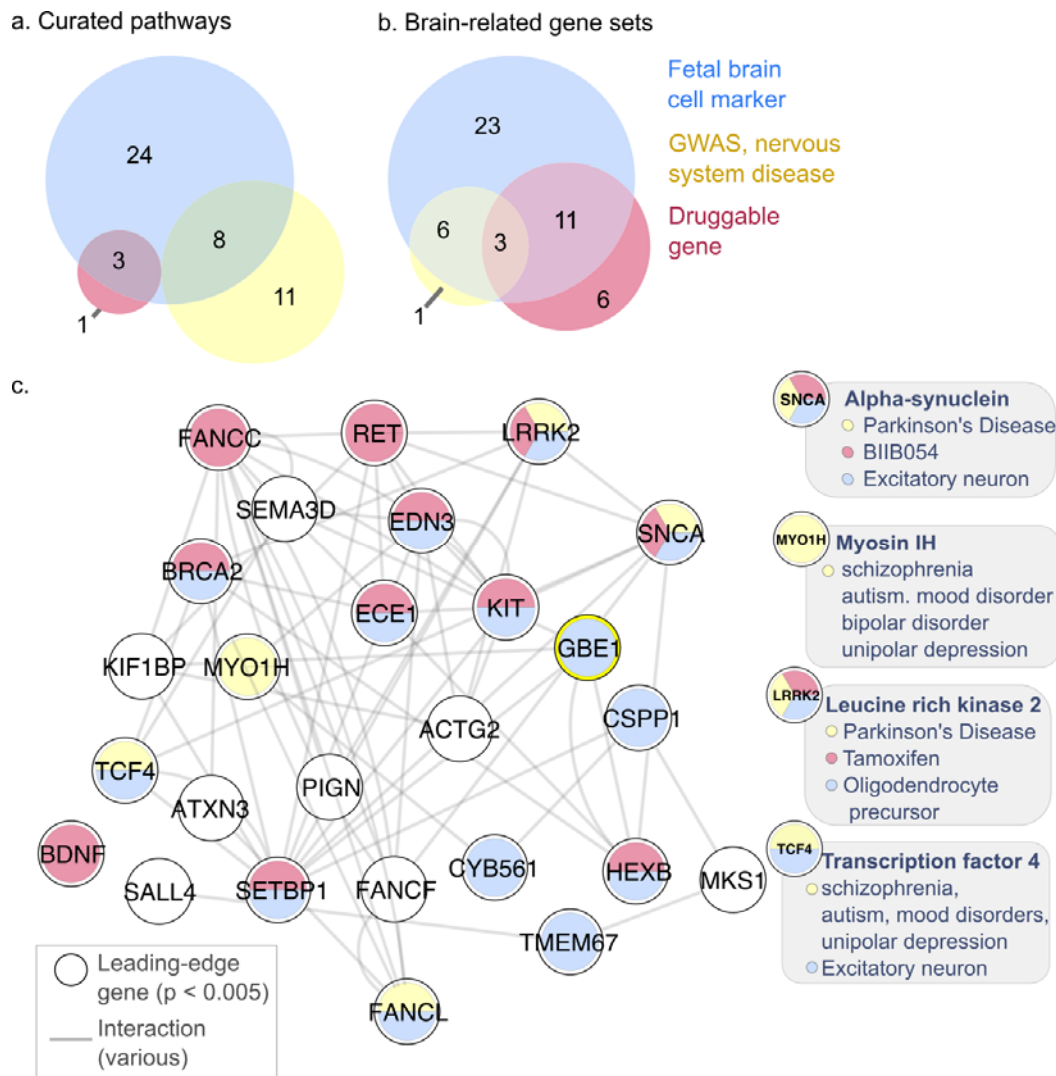 a. Curated pathways
b. Brain-related gene sets
24
8
3
11
1
23
6
3
11
6
1
Fetal brain
cell marker
GWAS, nervous
system disease
Druggable
gene
c.
FANCC
RET
LRRK2
SEMA3D
EDN3
SNCA
BRCA2
ECE1
KIT
GBE1
KIF1BP
MYO1H
CSPP1
ACTG2
TCF4
PIGN
ATXN3
BDNF
SALL4
SETBP1
FANCF
CYB561
HEXB
MKS1
TMEM67
FANCL
Leading-edge
gene (p < 0.005)
Interaction
(various)
SNCA
Alpha-synuclein
Parkinson's Disease
BIIB054
Excitatory neuron
MYO1H
Myosin IH
schizophrenia
autism. mood disorder
bipolar disorder
unipolar depression
LRRK2
Leucine rich kinase 2
Parkinson's Disease
Tamoxifen
Oligodendrocyte
precursor
TCF4
Transcription factor 4
schizophrenia,
autism, mood disorders,
unipolar depression
Excitatory neuron